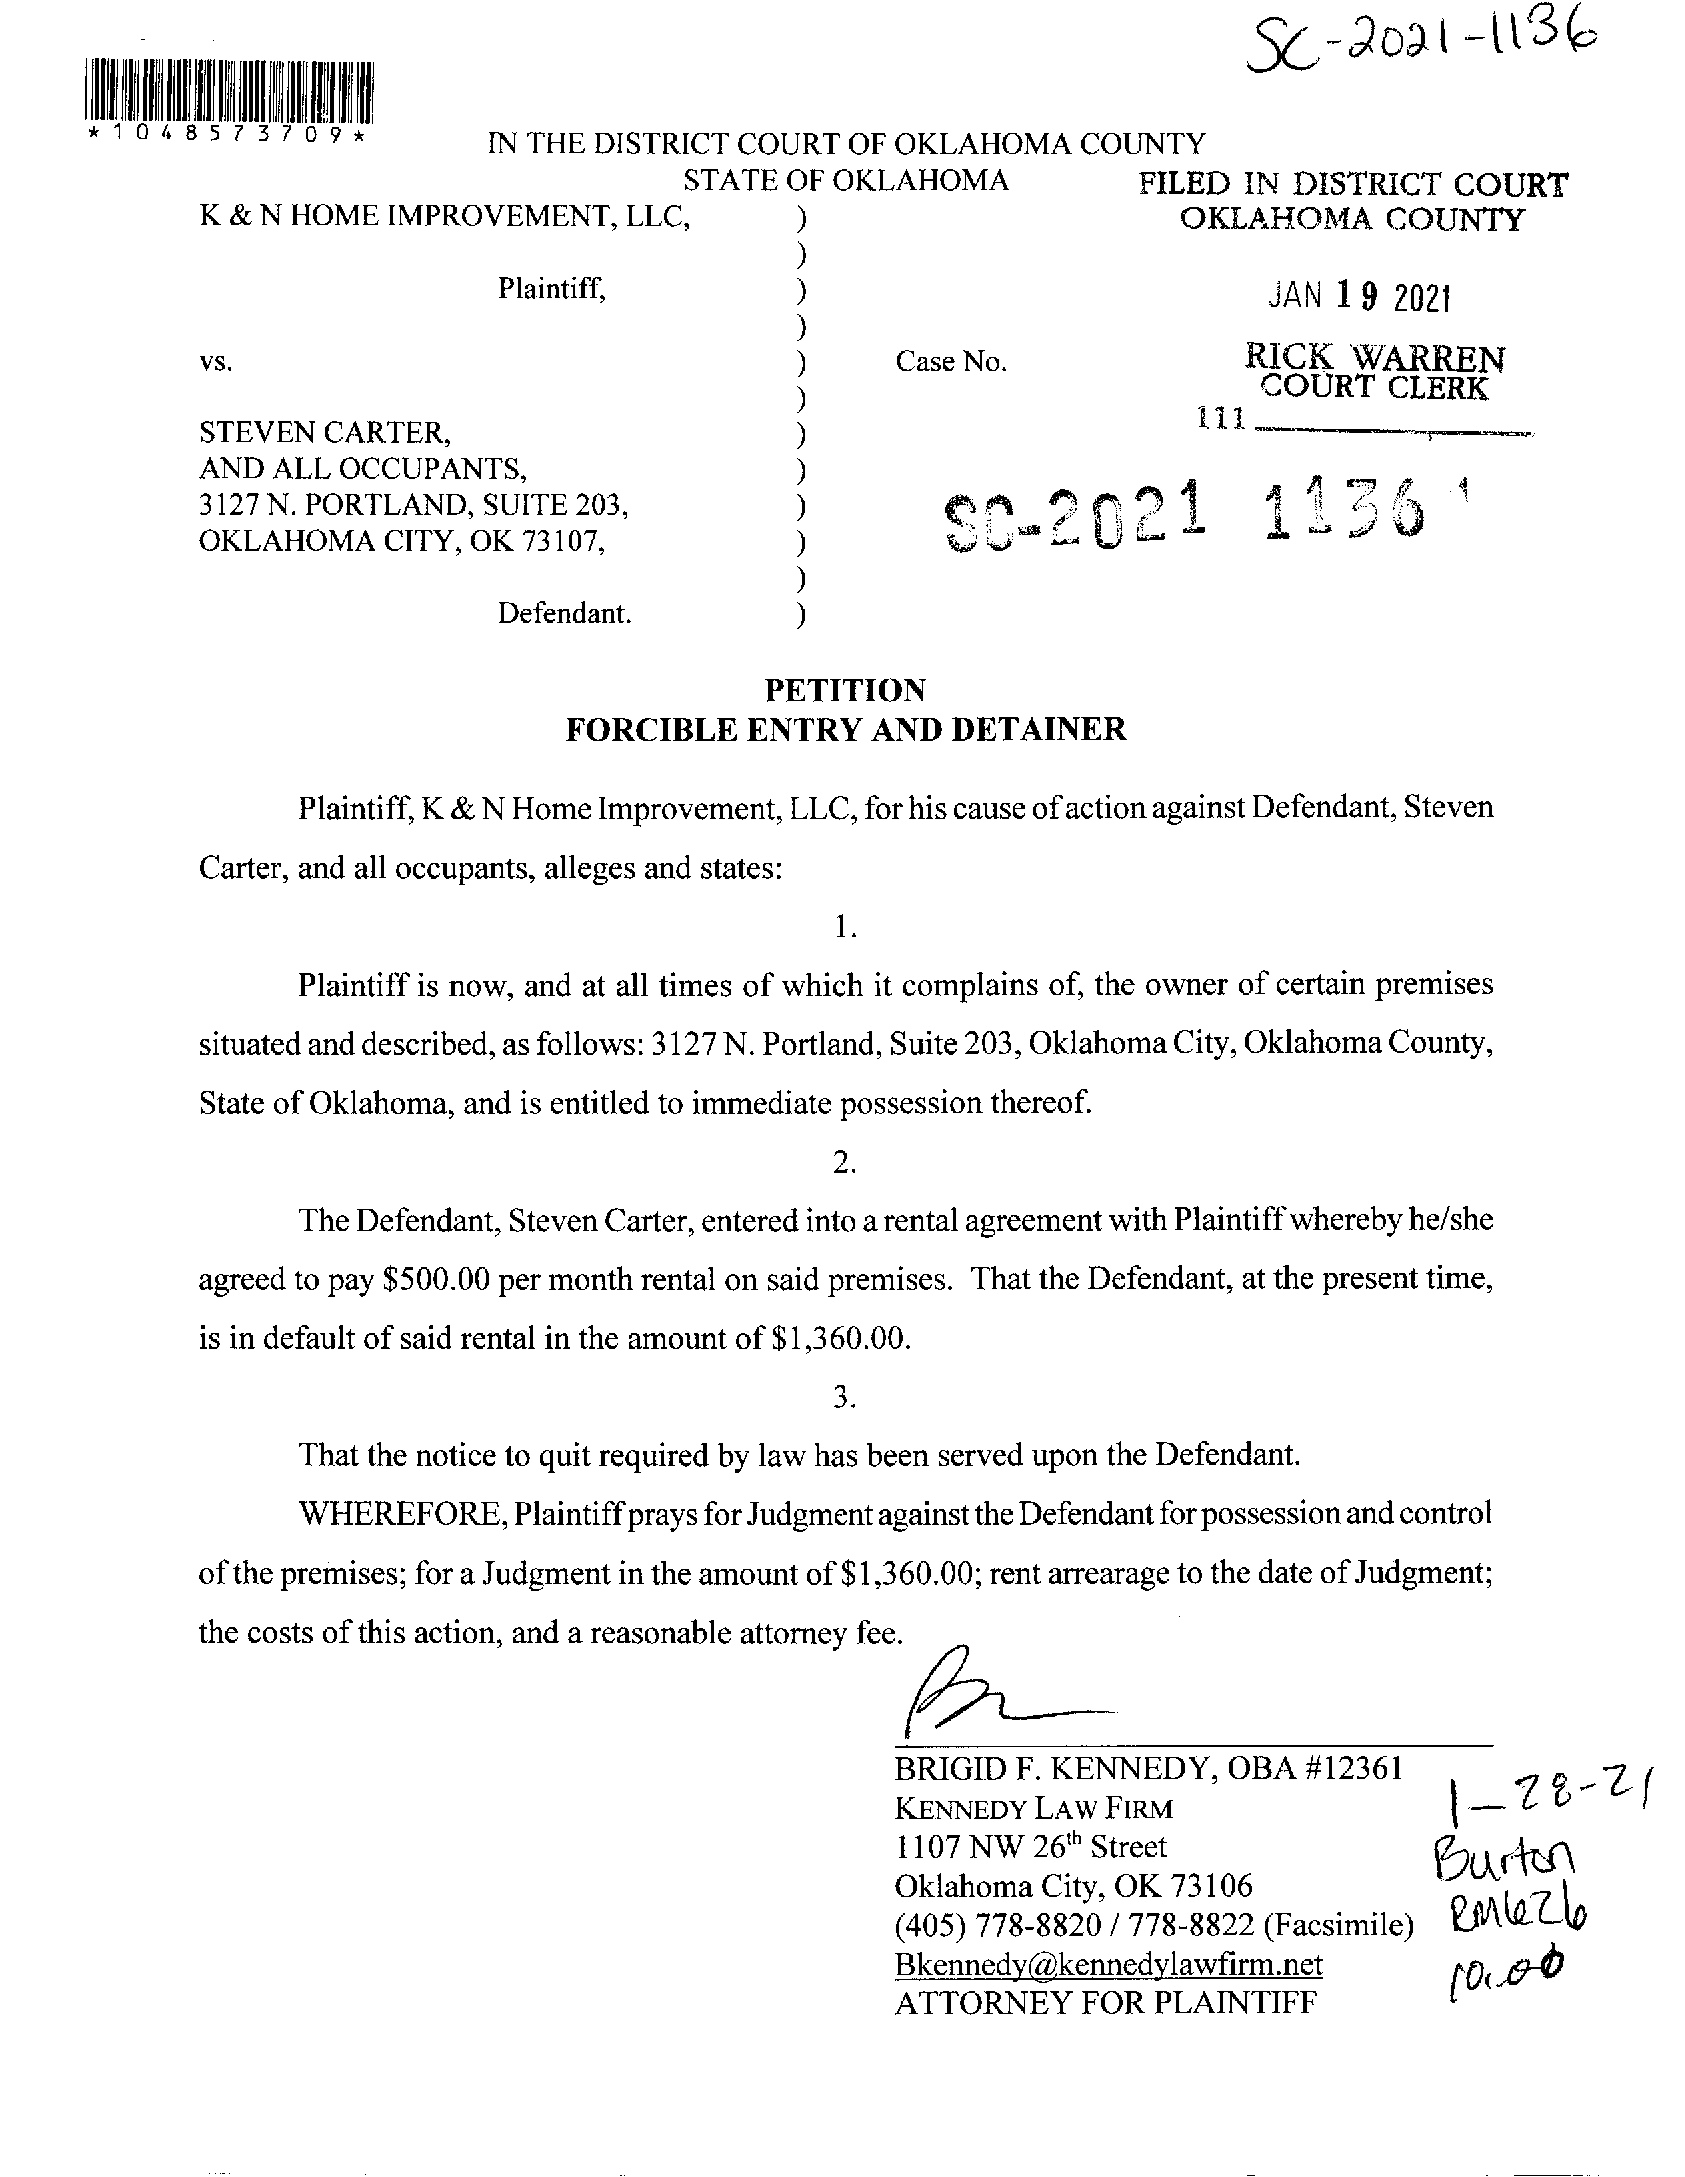 SC-2021-1136
*1048573709*
IN THE DISTRICT COURT OF OKLAHOMA COUNTY
STATE OF OKLAHOMA
FILED IN DISTRICT COURT
OKLAHOMA COUNTY
K & N HOME IMPROVEMENT, LLC, )
)
Plaintiff, )
JAN 19 2021
)
vs. ) Case No.
RICK WARREN
COURT CLERK
)
111
STEVEN CARTER, )
AND ALL OCCUPANTS, )
3127 N. PORTLAND, SUITE 203, )
SC-2021 1136
OKLAHOMA CITY, OK 73107, )
)
Defendant. )
PETITION
FORCIBLE ENTRY AND DETAINER
Plaintiff, K & N Home Improvement, LLC, for his cause of action against Defendant, Steven
Carter, and all occupants, alleges and states:
1.
Plaintiff is now, and at all times of which it complains of, the owner of certain premises
situated and described, as follows: 3127 N. Portland, Suite 203, Oklahoma City, Oklahoma County,
State of Oklahoma, and is entitled to immediate possession thereof.
2.
The Defendant, Steven Carter, entered into a rental agreement with Plaintiff whereby he/she
agreed to pay $500.00 per month rental on said premises. That the Defendant, at the present time,
is in default of said rental in the amount of $1,360.00.
3.
That the notice to quit required by law has been served upon the Defendant.
WHEREFORE, Plaintiff prays for Judgment against the Defendant for possession and control
of the premises; for a Judgment in the amount of $1,360.00; rent arrearage to the date of Judgment;
the costs of this action, and a reasonable attorney fee.
BRIGID F. KENNEDY, OBA #12361
KENNEDY LAW FIRM
1107 NW 26th Street
Oklahoma City, OK 73106
(405) 778-8820 / 778-8822 (Facsimile)
Bkennedy@kennedylawfirm.net
ATTORNEY FOR PLAINTIFF
1-28-21
Burton
RM626
10:00